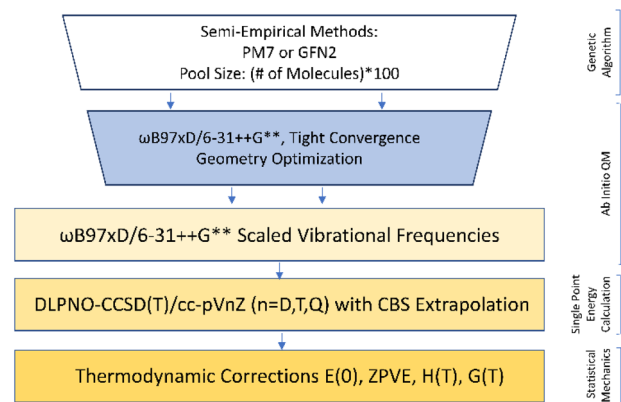 Semi-Empirical Methods:
PM7 or GFN2
Pool Size: (# of Molecules)*100
Genetic
Algorithm
ωB97xD/6-31++G**, Tight Convergence
Geometry Optimization
Ab Initio QM
ωB97xD/6-31++G** Scaled Vibrational Frequencies
DLPNO-CCSD(T)/cc-pVnZ (n=D,T,Q) with CBS Extrapolation
Single Point
Energy
Calculation
Thermodynamic Corrections E(0), ZPVE, H(T), G(T)
Statistical
Mechanics